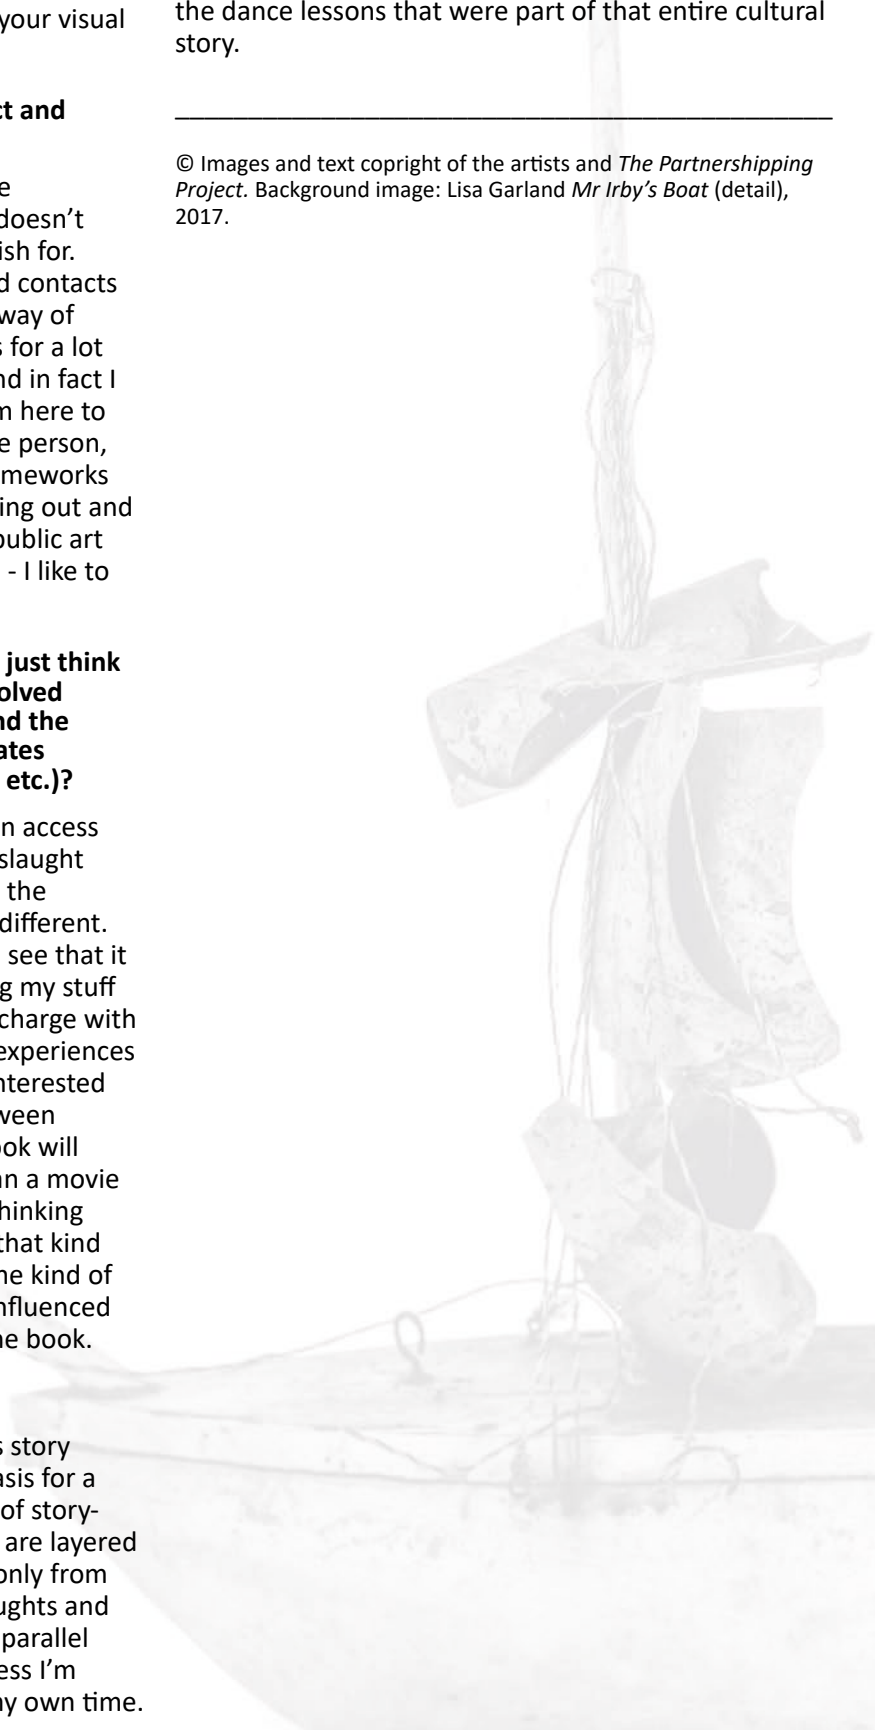 your visual
ct and
e
doesn't
ish for.
d contacts
way of
s for a lot
nd in fact I
m here to
e person,
meworks
ing out and
public art
- I like to
just think
olved
nd the
ates
etc.)?
n access
slaught
the
different.
see that it
g my stuff
charge with
experiences
nterested
ween
ok will
an a movie
hinking
that kind
ne kind of
nfluenced
ne book.
s story
asis for a
of story-
are layered
only from
ughts and
parallel
ess I'm
ny own time.
the dance lessons that were part of that entire cultural
story.
© Images and text copright of the artists and The Partnershipping
Project. Background image: Lisa Garland Mr Irby's Boat (detail),
2017.